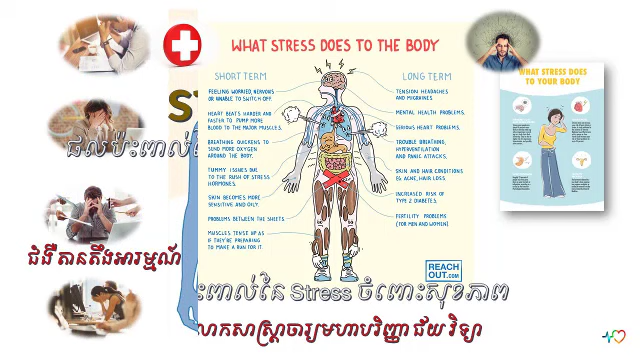 WHAT STRESS DOES TO THE BODY
SHORT TERM
FEELING WORRIED, NERVOUS
OR UNABLE TO SWITCH OFF.
HEART BEATS HARDER AND
FASTER TO PUMP MORE
BLOOD TO THE MAJOR MUSCLES.
BREATHING QUICKENS TO
SEND MORE OXYGEN
AROUND THE BODY.
TUMMY ISSUES DUE
TO THE RUSH OF STRESS
HORMONES.
SKIN BECOMES MORE
SENSITIVE AND OILY.
PROBLEMS BETWEEN THE SHEETS
MUSCLES TENSE UP AS
IF THEY'RE PREPARING
TO MAKE A RUN FOR IT.
LONG TERM
TENSION HEADACHES
AND MIGRAINES.
MENTAL HEALTH PROBLEMS.
SERIOUS HEART PROBLEMS.
TROUBLE BREATHING,
HYPERVENTILATION
AND PANIC ATTACKS.
SKIN AND HAIR CONDITIONS
EG ACNE, HAIR LOSS.
INCREASED RISK OF
TYPE 2 DIABETES.
FERTILITY PROBLEMS
(FOR MEN AND WOMEN)
REACH
OUT.COM
WHAT STRESS DOES
TO YOUR BODY
ផលប៉ះពាល់
ជំងឺតានតឹងអារម្មណ៍
ពាល់នៃ Stress ចំពោះសុខភាព
លោកសាស្ត្រាចារ្យមហាបរិញ្ញា ជ័យ វិទ្យា